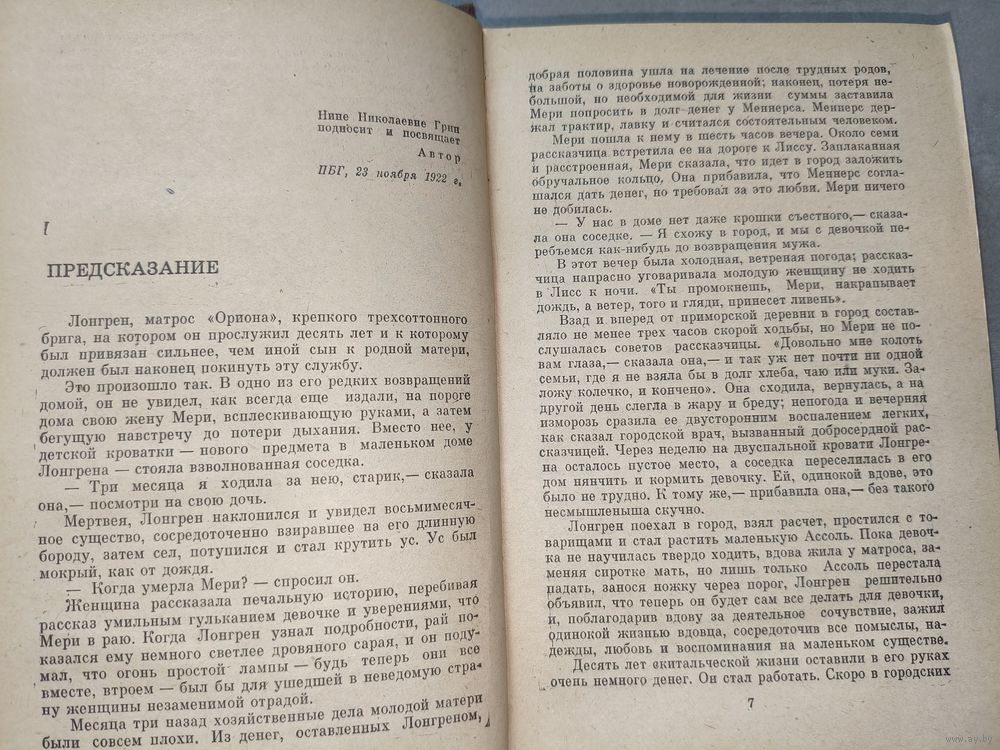 Нине Николаевне Грин
подносит и посвящает
Автор
ПБГ, 23 ноября 1922 г.
I
ПРЕДСКАЗАНИЕ
Лонгрен, матрос «Ориона», крепкого трехсоттонного
брига, на котором он прослужил десять лет и к которому
был привязан сильнее, чем иной сын к родной матери,
должен был наконец покинуть эту службу.
Это произошло так. В одно из его редких возвращений
домой, он не увидел, как всегда еще издали, на пороге
дома свою жену Мери, всплескивающую руками, а затем
бегущую навстречу до потери дыхания. Вместо нее, у
детской кроватки — нового предмета в маленьком доме
Лонгрена — стояла взволнованная соседка.
— Три месяца я ходила за нею, старик,— сказала
она,— посмотри на свою дочь.
Мертвея, Лонгрен наклонился и увидел восьмимесяч-
ное существо, сосредоточенно взиравшее на его длинную
бороду, затем сел, потупился и стал крутить ус. Ус был
мокрый, как от дождя.
— Когда умерла Мери? — спросил он.
Женщина рассказала печальную историю, перебивая
рассказ умильным гульканием девочке и уверениями, что
Мери в раю. Когда Лонгрен узнал подробности, рай по-
казался ему немного светлее дровяного сарая, и он поду-
мал, что огонь простой лампы — будь теперь они все
вместе, втроем — был бы для ушедшей в неведомую стра-
ну женщины незаменимой отрадой.
Месяца три назад хозяйственные дела молодой матери
были совсем плохи. Из денег, оставленных Лонгреном,
добрая половина ушла на лечение после трудных родов,
на заботы о здоровье новорожденной; наконец, потеря не-
большой, но необходимой для жизни суммы заставила
Мери попросить в долг денег у Меннерса. Меннерс дер-
жал трактир, лавку и считался состоятельным человеком.
Мери пошла к нему в шесть часов вечера. Около семи
рассказчица встретила ее на дороге к Лиссу. Заплаканная
и расстроенная, Мери сказала, что идет в город заложить
обручальное кольцо. Она прибавила, что Меннерс согла-
шался дать денег, но требовал за это любви. Мери ничего
не добилась.
— У нас в доме нет даже крошки съестного,— сказа-
ла она соседке. — Я схожу в город, и мы с девочкой пе-
ребъемся как-нибудь до возвращения мужа.
В этот вечер была холодная, ветреная погода; рассказ-
чица напрасно уговаривала молодую женщину не ходить
в Лисс к ночи. «Ты промокнешь, Мери, накрапывает
дождь, а ветер, того и гляди, принесет ливень».
Взад и вперед от приморской деревни в город состав-
ляло не менее трех часов скорой ходьбы, но Мери не по-
слушалась советов рассказчицы. «Довольно мне колоть
вам глаза,— сказала она,— и так уж нет почти ни одной
семьи, где я не взяла бы в долг хлеба, чаю или муки. За-
ложу колечко, и кончено». Она сходила, вернулась, а на
другой день слегла в жару и бреду; непогода и вечерняя
изморозь сразила ее двусторонним воспалением легких,
как сказал городской врач, вызванный добросердной рас-
сказчицей. Через неделю на двуспальной кровати Лонгре-
на осталось пустое место, а соседка переселилась в его
дом нянчить и кормить девочку. Ей, одинокой вдове, это
было не трудно. К тому же,— прибавила она,— без такого
несмышленыша скучно.
Лонгрен поехал в город, взял расчет, простился с то-
варищами и стал растить маленькую Ассоль. Пока девоч-
ка не научилась твердо ходить, вдова жила у матроса, за-
меняя сиротке мать, но лишь только Ассоль перестала
падать, занося ножку через порог, Лонгрен решительно
объявил, что теперь он будет сам все делать для девочки,
и, поблагодарив вдову за деятельное сочувствие, зажил
одинокой жизнью вдовца, сосредоточив все помыслы, на-
дежды, любовь и воспоминания на маленьком существе.
Десять лет скитальческой жизни оставили в его руках
очень немного денег. Он стал работать. Скоро в городских
7
www.ay.by